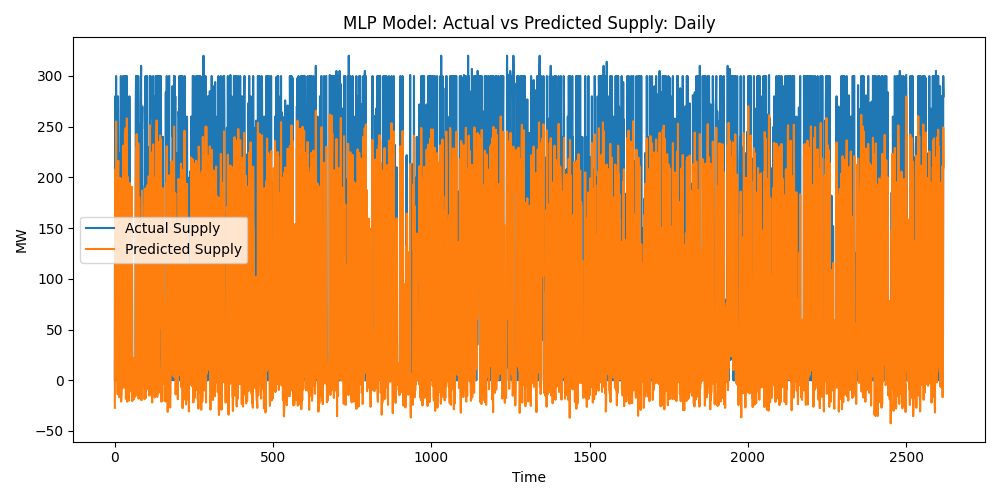 MLP Model: Actual vs Predicted Supply: Daily
300
250
200
150
100
50
0
−50
MW
Actual Supply
Predicted Supply
0
500
1000
1500
2000
2500
Time